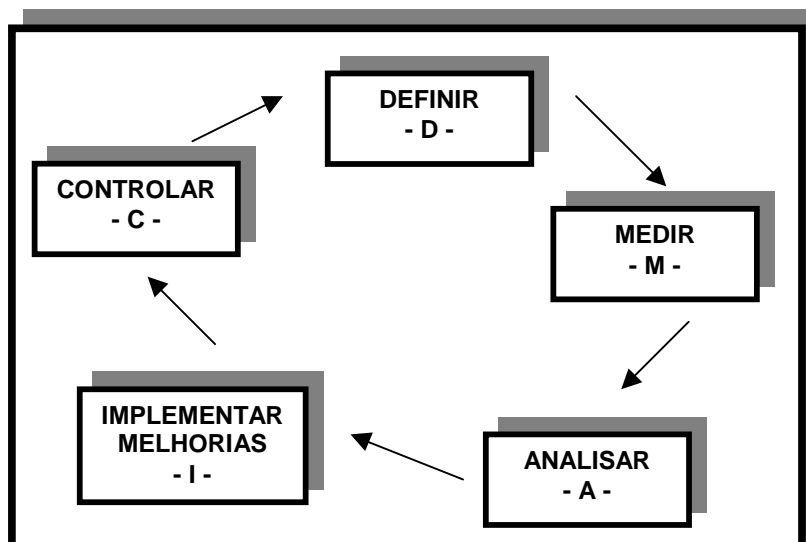 DEFINIR
- D -
MEDIR
- M -
ANALISAR
- A -
IMPLEMENTAR
MELHORIAS
- I -
CONTROLAR
- C -